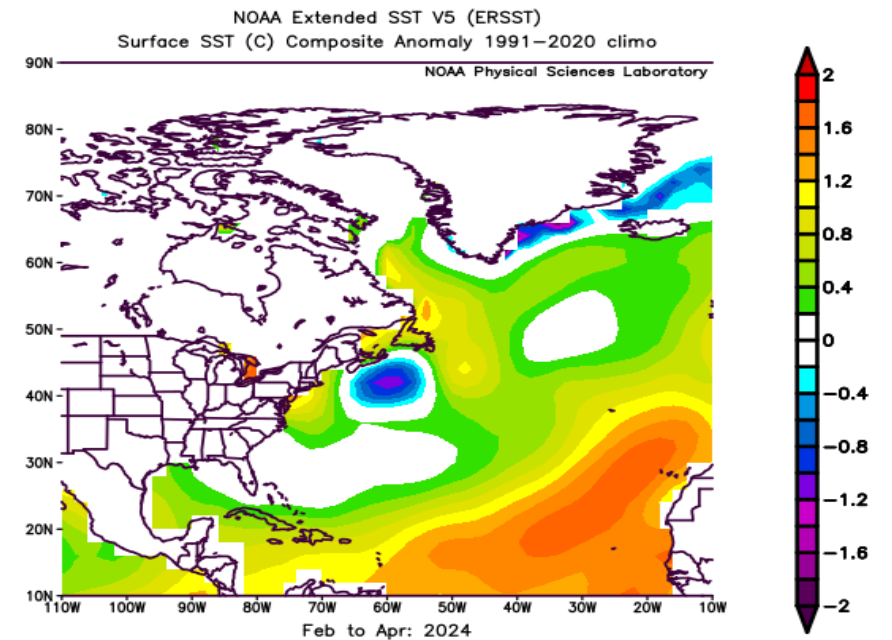 NOAA Extended SST V5 (ERSST)
Surface SST (C) Composite Anomaly 1991–2020 climo
NOAA Physical Sciences Laboratory
90N
80N
70N
60N
50N
40N
30N
20N
10N
110W 100W 90W 80W 70W 60W 50W 40W 30W 20W 10W
Feb to Apr: 2024
2
1.6
1.2
0.8
0.4
0
−0.4
−0.8
−1.2
−1.6
−2